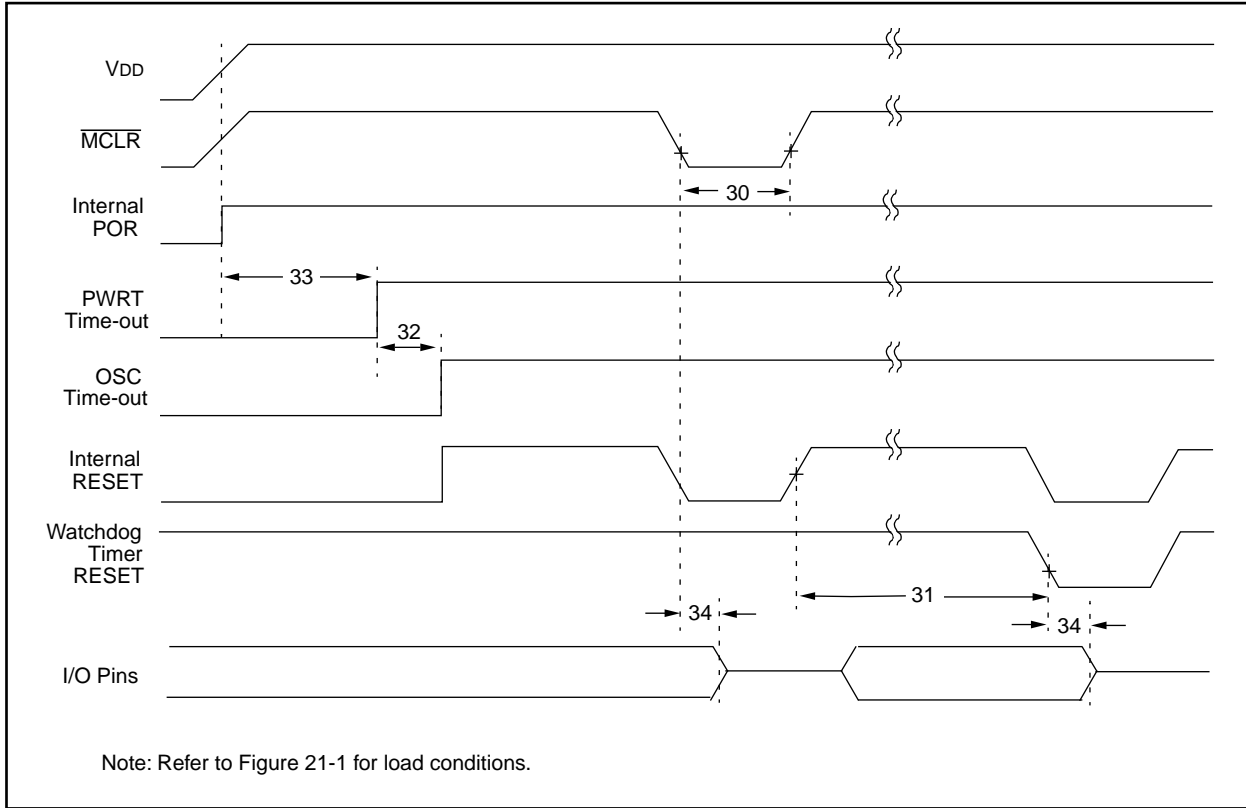 VDD
MCLR
30
Internal
POR
33
PWRT
Time-out
32
OSC
Time-out
Internal
RESET
Watchdog
Timer
RESET
31
34
34
I/O Pins
Note: Refer to Figure 21-1 for load conditions.